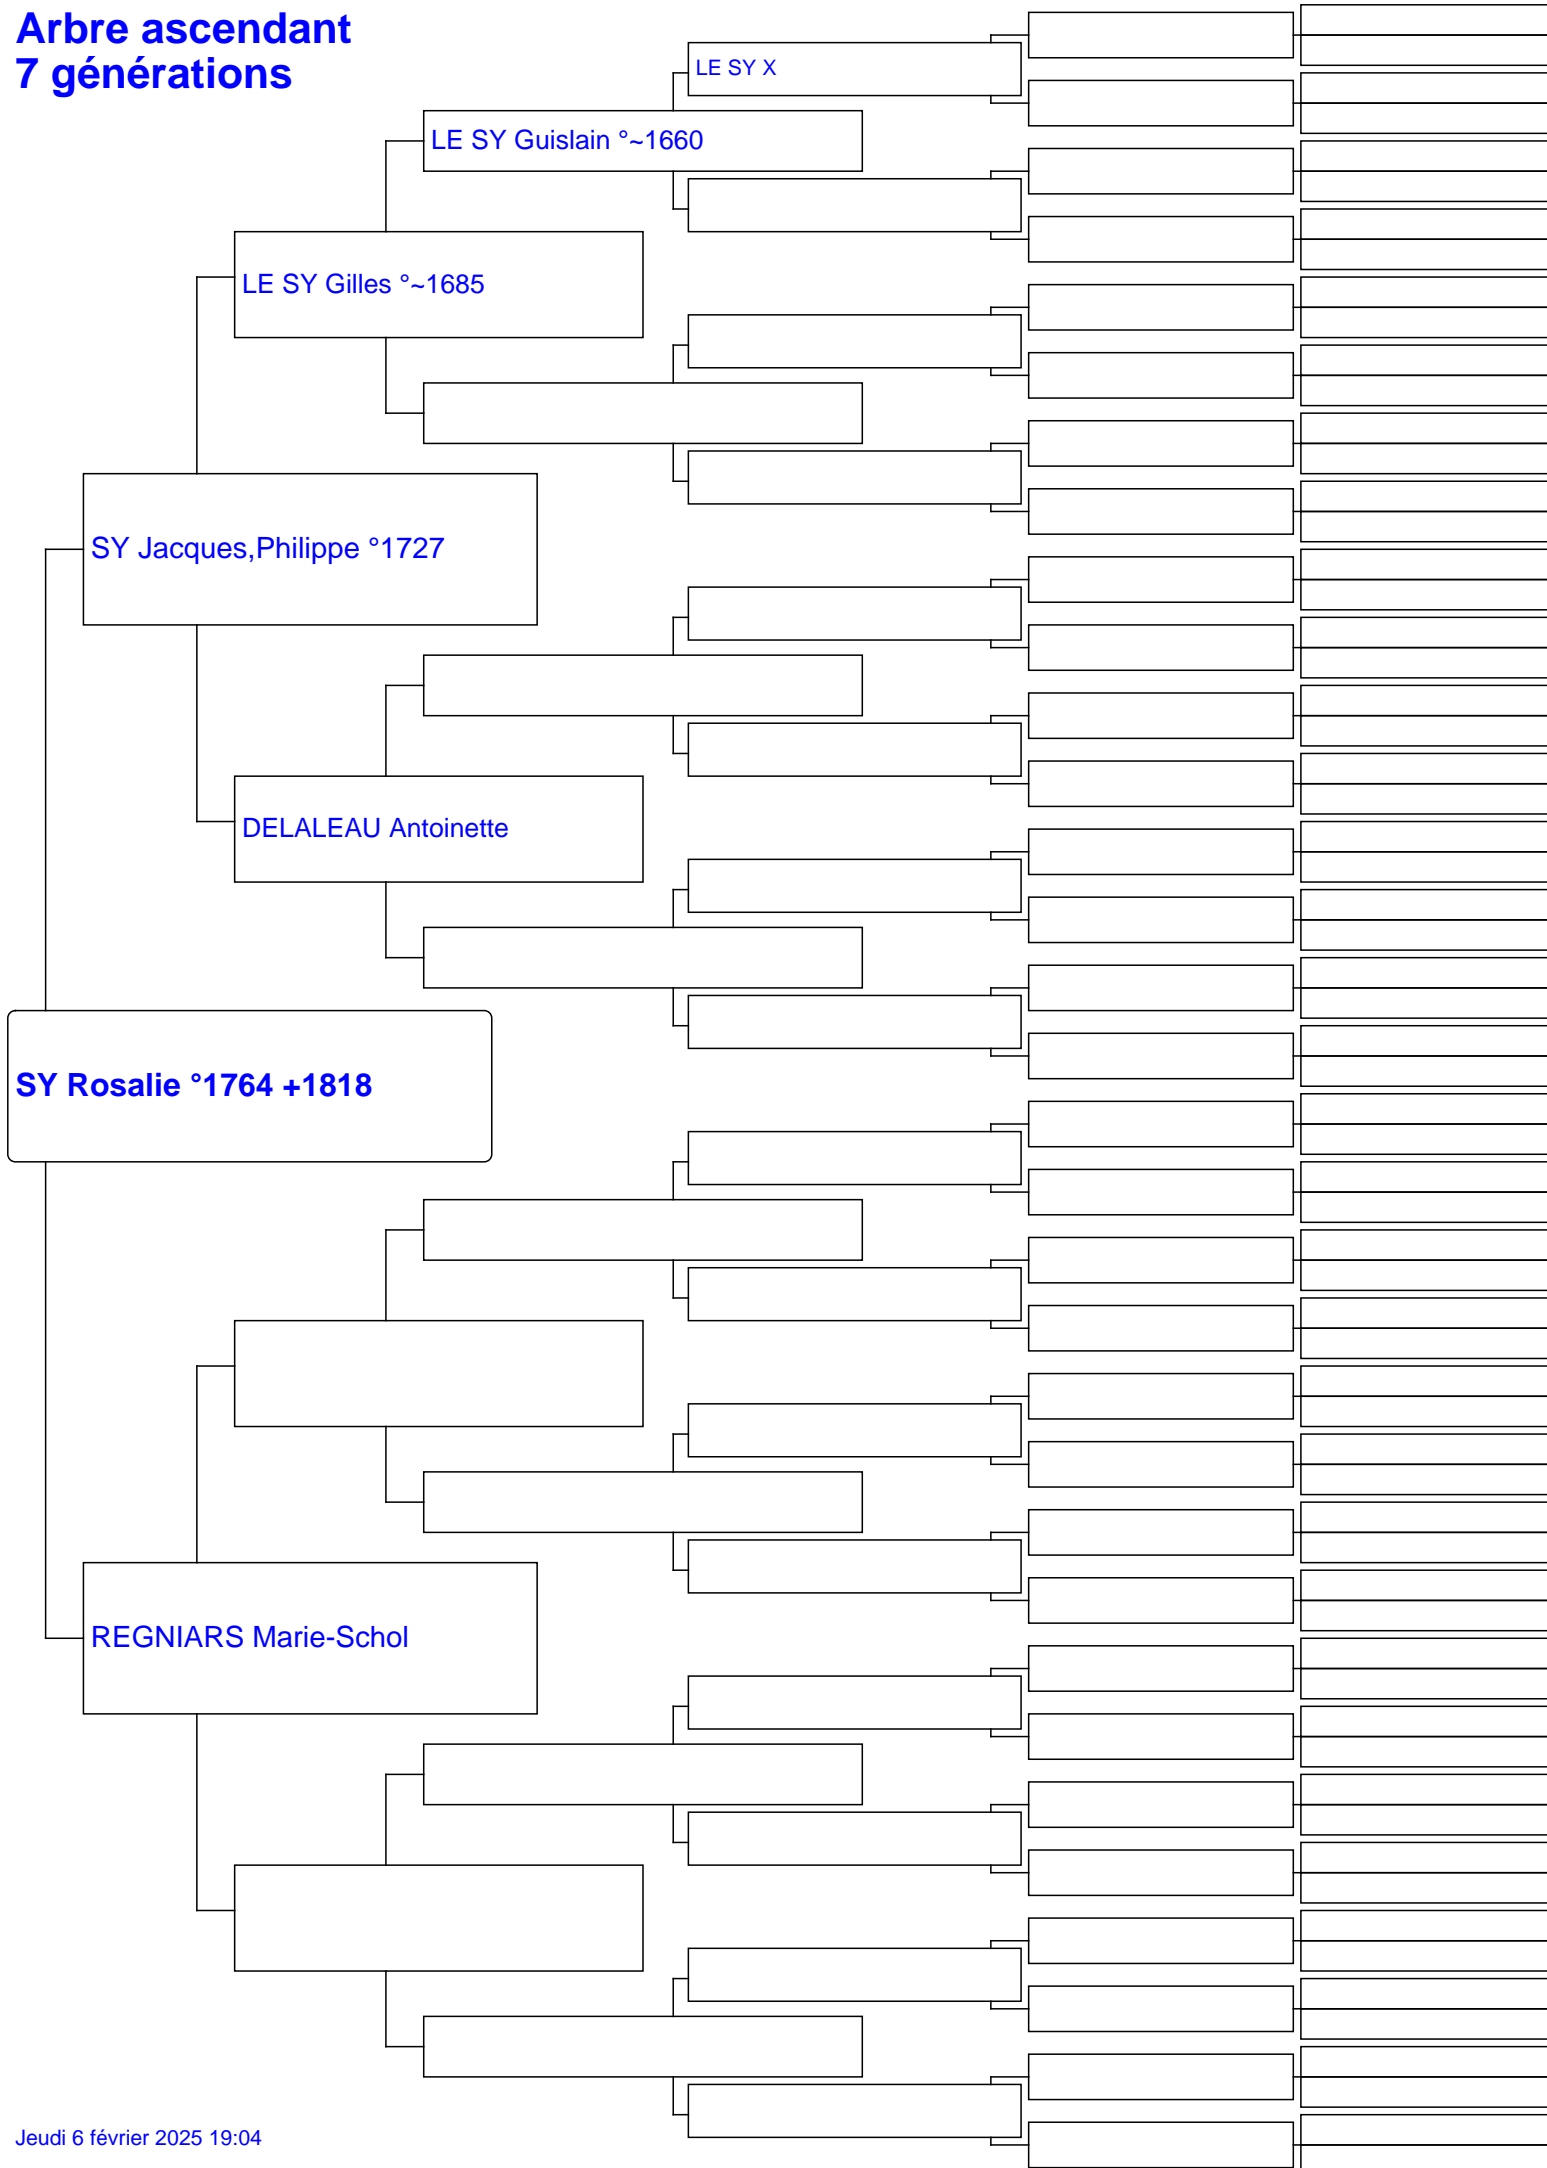 Arbre ascendant
7 générations
LE SY X
LE SY Guislain °~1660
LE SY Gilles °~1685
SY Jacques,Philippe °1727
DELALEAU Antoinette
SY Rosalie °1764 +1818
REGNIARS Marie-Schol
Jeudi 6 février 2025 19:04